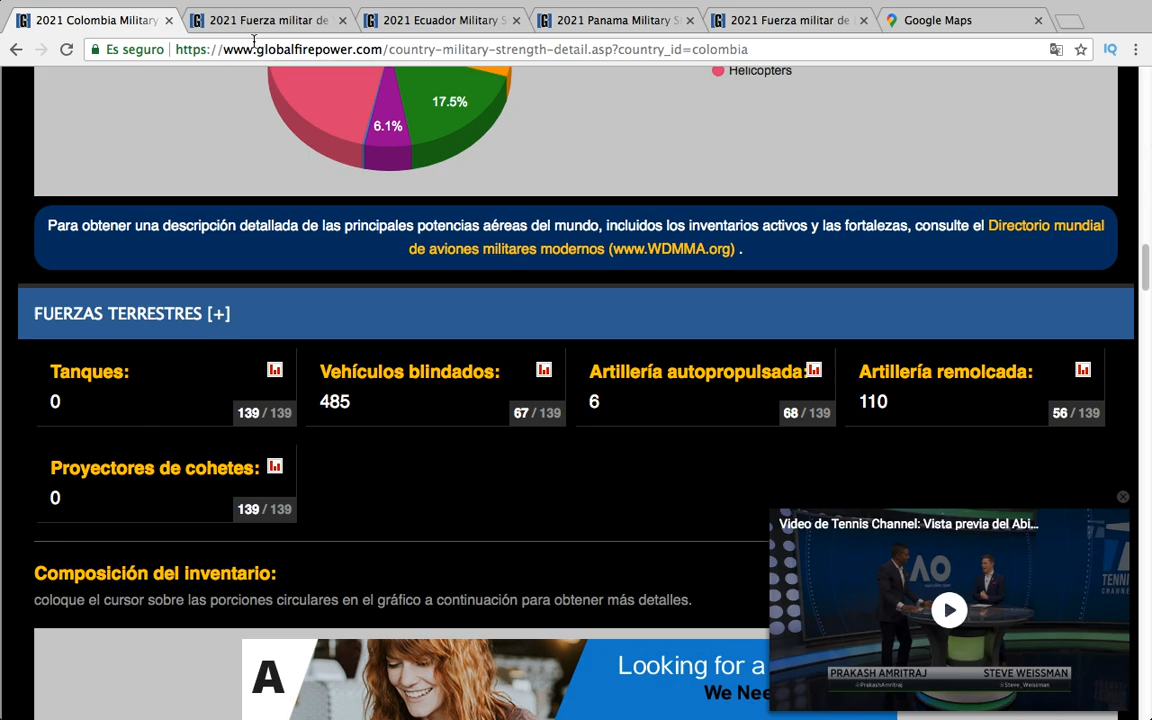 2021 Colombia Military
2021 Fuerza militar de
2021 Ecuador Military S
2021 Panama Military S
2021 Fuerza militar de
Google Maps
Es seguro
https://www.globalfirepower.com/country-military-strength-detail.asp?country_id=colombia
IQ
Helicopters
17.5%
6.1%
Para obtener una descripción detallada de las principales potencias aéreas del mundo, incluidos los inventarios activos y las fortalezas, consulte el Directorio mundial
de aviones militares modernos (www.WDMMA.org) .
FUERZAS TERRESTRES [+]
Tanques:
0
139 / 139
Vehículos blindados:
485
67 / 139
Artillería autopropulsada:
6
68 / 139
Artillería remolcada:
110
56 / 139
Proyectores de cohetes:
0
139 / 139
Composición del inventario:
coloque el cursor sobre las porciones circulares en el gráfico a continuación para obtener más detalles.
Video de Tennis Channel: Vista previa del Abi...
AO
TENNIS
CHANNEL
PRAKASH AMRITRAJ
@PrakashAmritraj
STEVE WEISSMAN
@Steve_Weissman
A
Looking for a
We Nee